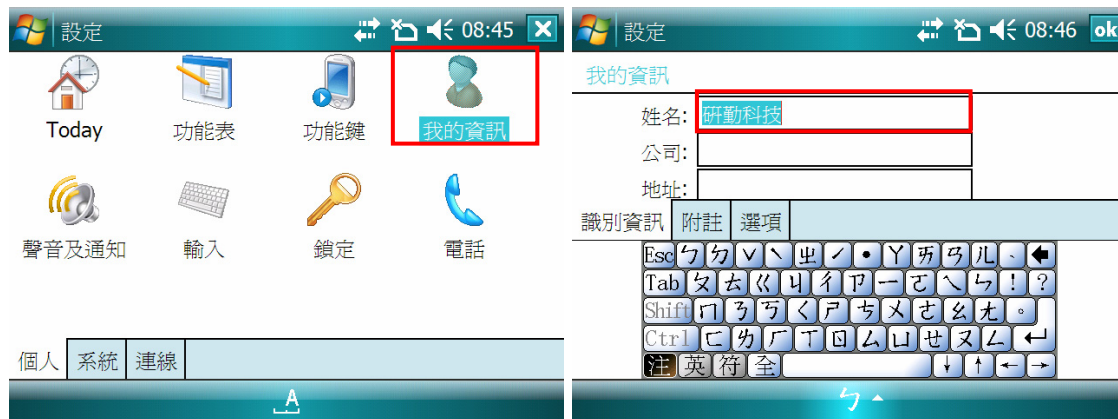 設定 08:45
Today 功能表 功能鍵 我的資訊
聲音及通知 輸入 鎖定 電話
個人 系統 連線
A
設定 08:46 ok
我的資訊
姓名: 研勤科技
公司:
地址:
識別資訊 附註 選項
Esc ㄅ ㄉ ˇ ˋ ㄓ ˊ ˙ ㄚ ㄞ ㄢ ㄦ
Tab ㄆ ㄊ ㄍ ㄐ ㄔ ㄗ ㄧ ㄛ ㄟ ㄣ ! ?
Shift ㄇ ㄋ ㄎ ㄑ ㄕ ㄘ ㄨ ㄜ ㄠ ㄤ 。
Ctrl ㄈ ㄌ ㄏ ㄒ ㄖ ㄙ ㄩ ㄝ ㄡ ㄥ
注 英 符 全 ↓ ↑ ← →
ㄅ